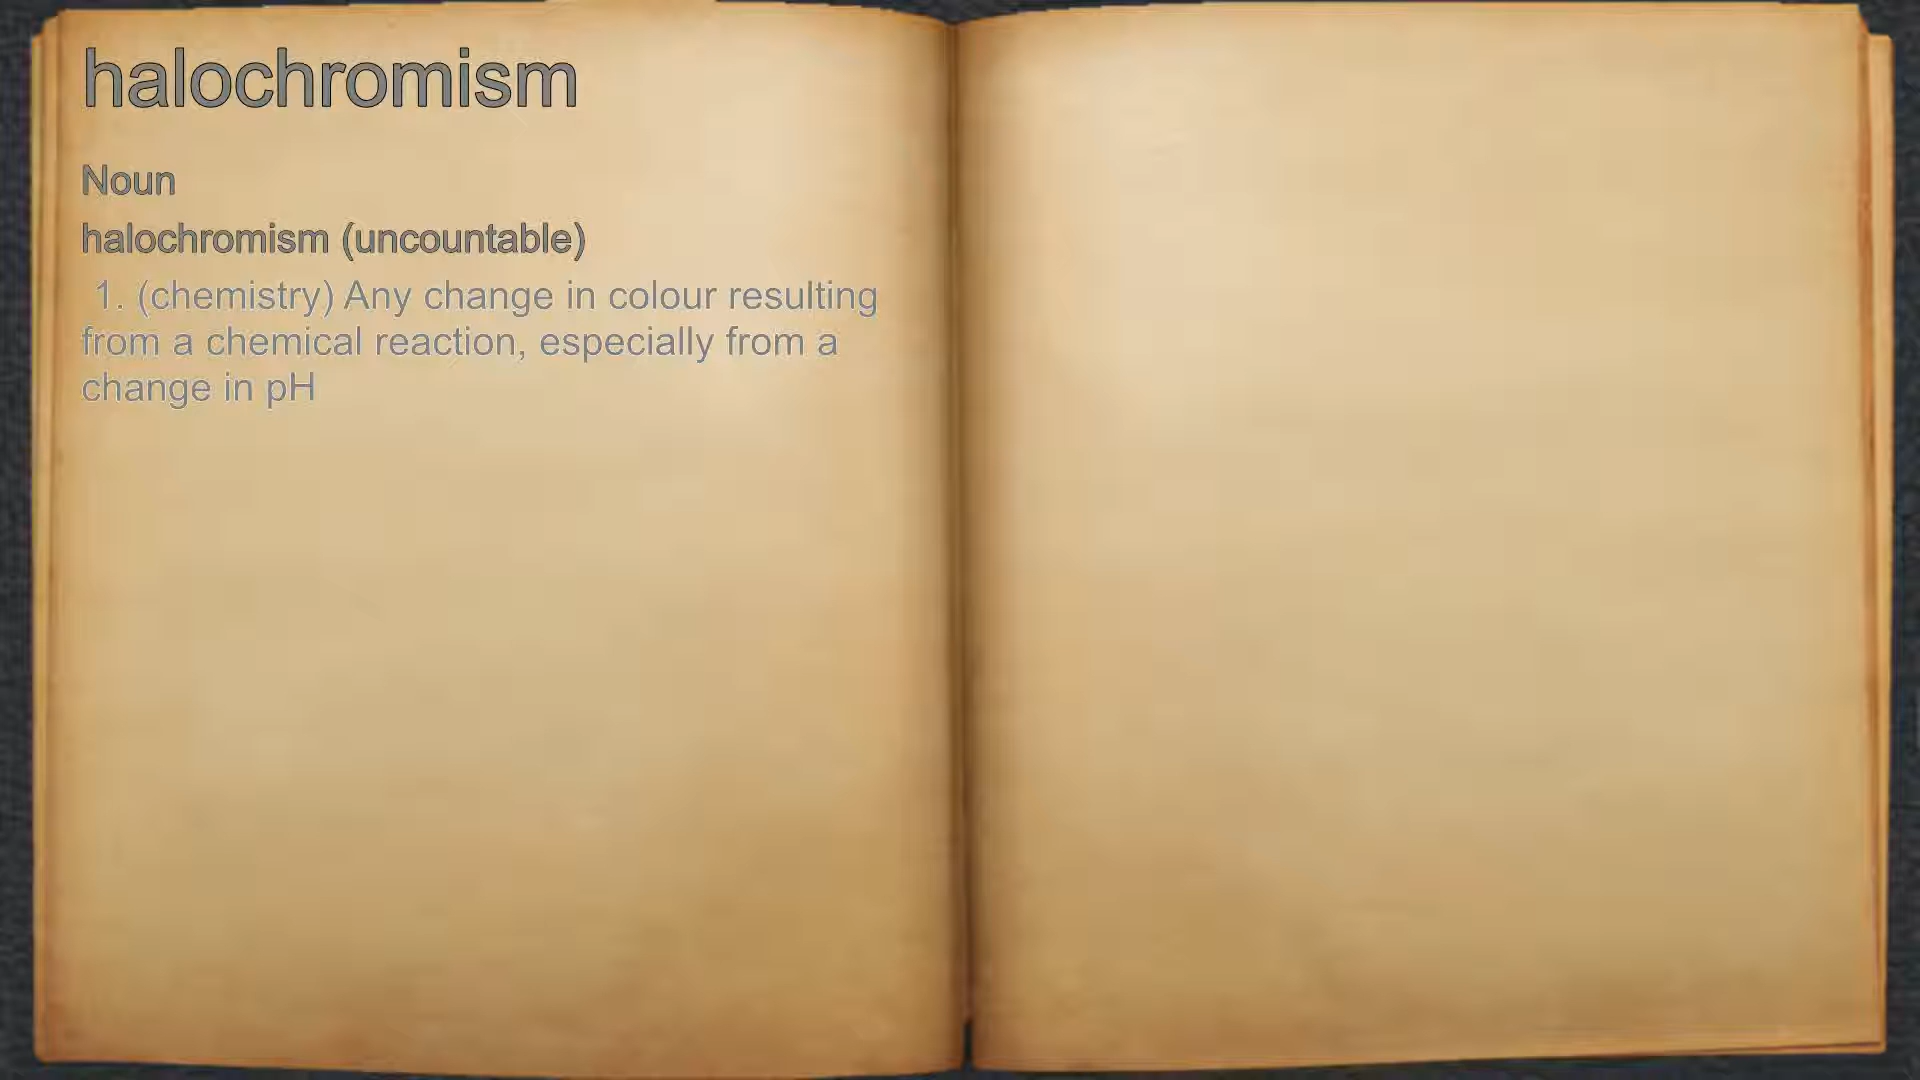 halochromism
Noun
halochromism (uncountable)
1. (chemistry) Any change in colour resulting
from a chemical reaction, especially from a
change in pH